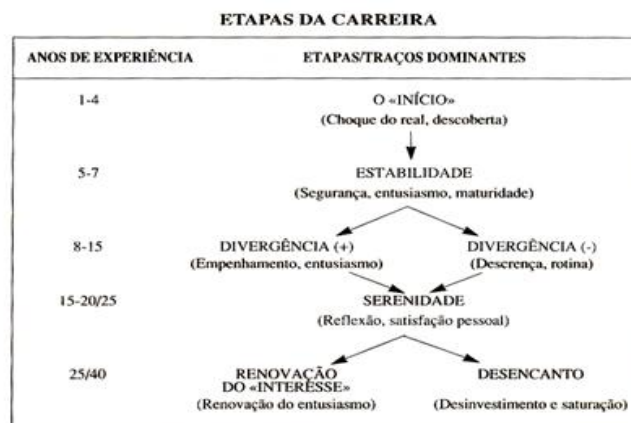 ETAPAS DA CARREIRA
ANOS DE EXPERIÊNCIA ETAPAS/TRAÇOS DOMINANTES
1-4 O «INÍCIO»
(Choque do real, descoberta)
5-7 ESTABILIDADE
(Segurança, entusiasmo, maturidade)
8-15 DIVERGÊNCIA (+) DIVERGÊNCIA (-)
(Empenhamento, entusiasmo) (Descrença, rotina)
15-20/25 SERENIDADE
(Reflexão, satisfação pessoal)
25/40 RENOVAÇÃO DESENCANTO
DO «INTERESSE»
(Renovação do entusiasmo) (Desinvestimento e saturação)